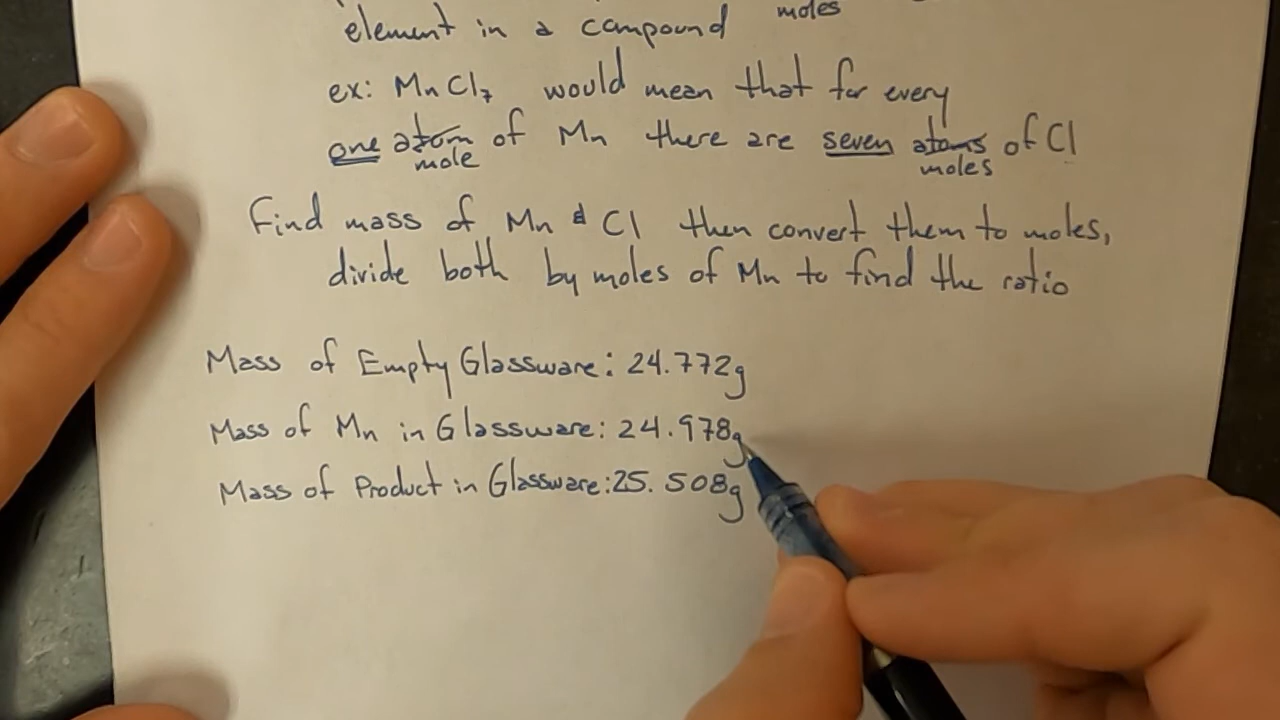 moles
element in a compound
ex: MnCl₇ would mean that for every
one atom of Mn there are seven atoms of Cl
mole moles
Find mass of Mn & Cl then convert them to moles,
divide both by moles of Mn to find the ratio
Mass of Empty Glassware: 24.772g
Mass of Mn in Glassware: 24.978g
Mass of Product in Glassware: 25.508g